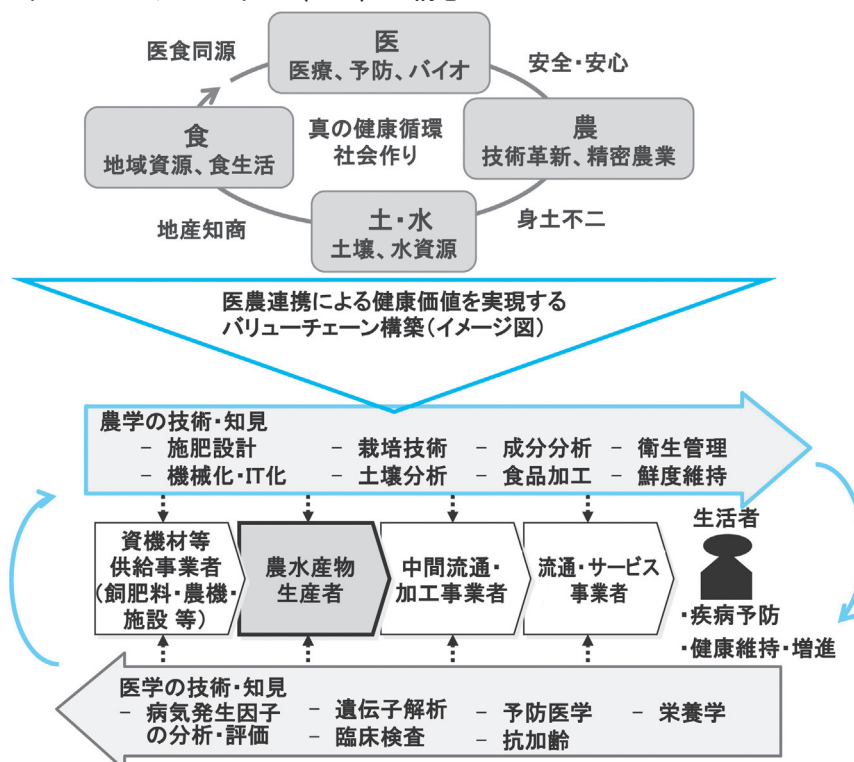 医
医療、予防、バイオ
医食同源
安全・安心
食
地域資源、食生活
真の健康循環
社会作り
農
技術革新、精密農業
地産知商
土・水
土壌、水資源
身土不二
医農連携による健康価値を実現する
バリューチェーン構築(イメージ図)
農学の技術・知見
- 施肥設計
- 機械化・IT化
- 栽培技術
- 土壌分析
- 成分分析
- 食品加工
- 衛生管理
- 鮮度維持
資機材等
供給事業者
(飼肥料・農機・
施設 等)
農水産物
生産者
中間流通・
加工事業者
流通・サービス
事業者
生活者
・疾病予防
・健康維持・増進
医学の技術・知見
- 病気発生因子
の分析・評価
- 遺伝子解析
- 臨床検査
- 予防医学
- 抗加齢
- 栄養学